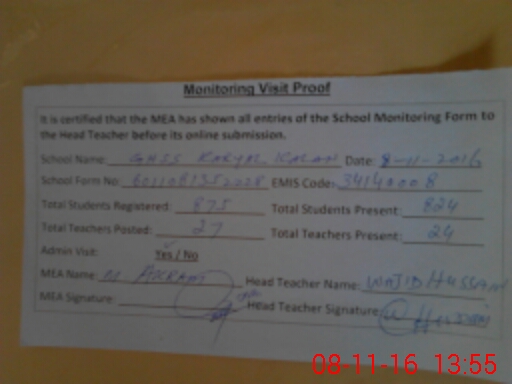 Monitoring Visit Proof
It is certified that the MEA has shown all entries of the School Monitoring Form to
the Head Teacher before its online submission.
School Name: GHSS KARYAL KALAN Date: 8-11-2016
School Form No: EMIS Code: 34140008
Total Students Registered: 875 Total Students Present: 824
Total Teachers Posted: 27 Total Teachers Present: 24
Admin Visit: Yes / No
MEA Name: M AKRAM Head Teacher Name: WAJID HUSSAIN
MEA Signature: Head Teacher Signature: W Hussain
08-11-16 13:55